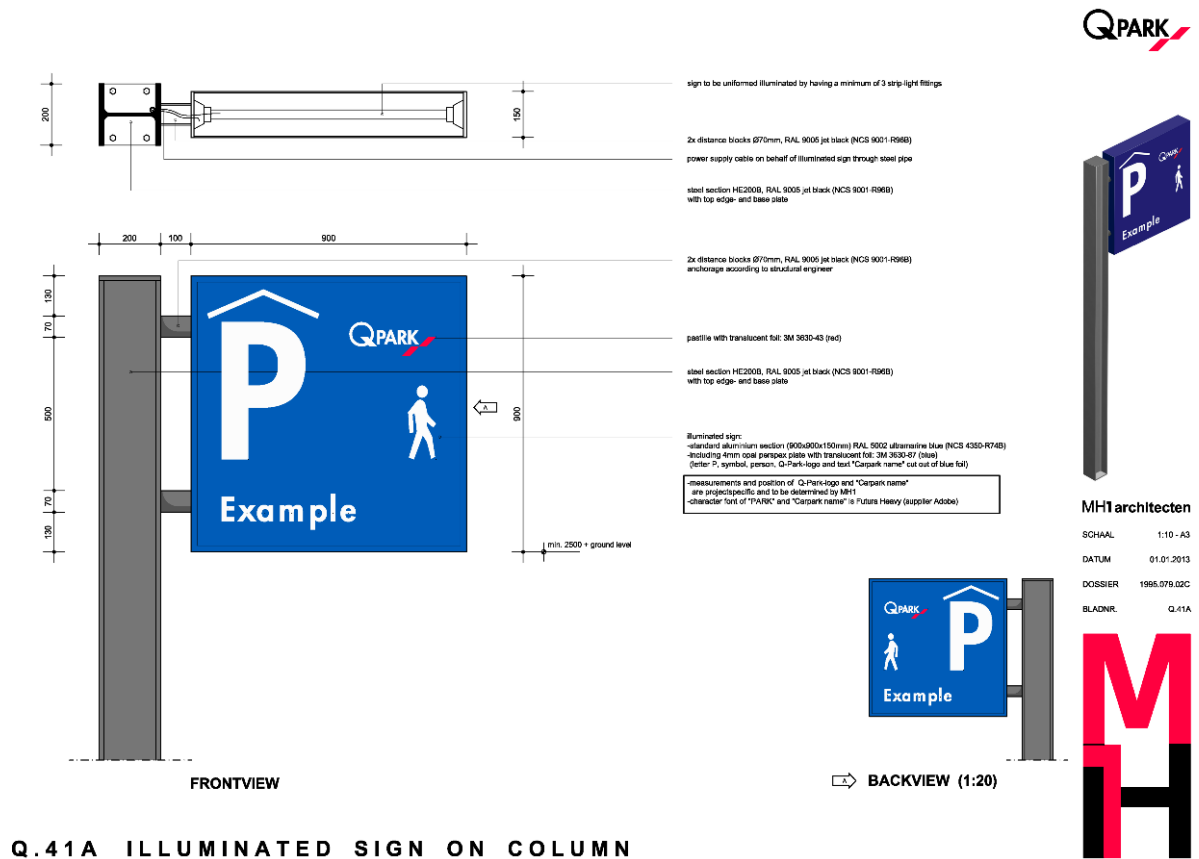 QPARK
sign to be uniformed illuminated by having a minimum of 3 strip-light fittings
200
150
2x distance blocks Ø70mm, RAL 9005 jet black (NCS 9001-R96B)
power supply cable on behalf of illuminated sign through steel pipe
steel section HE200B, RAL 9005 jet black (NCS 9001-R96B)
with top edge- and base plate
P
QPARK
Example
200 100 900
2x distance blocks Ø70mm, RAL 9005 jet black (NCS 9001-R96B)
anchorage according to structural engineer
130
70
500
70
130
P
QPARK
Example
A
900
min. 2500 + ground level
pastille with translucent foil: 3M 3630-43 (red)
steel section HE200B, RAL 9005 jet black (NCS 9001-R96B)
with top edge- and base plate
illuminated sign:
-standard aluminium section (900x900x150mm) RAL 5002 ultramarine blue (NCS 4350-R74B)
-including 4mm opal perspex plate with translucent foil: 3M 3630-87 (blue)
(letter P, symbol, person, Q-Park-logo and text "Carpark name" cut out of blue foil)
-measurements and position of Q-Park-logo and "Carpark name"
are projectspecific and to be determined by MH1
-character font of "PARK" and "Carpark name" is Futura Heavy (supplier Adobe)
MH1 architecten
SCHAAL 1:10 - A3
DATUM 01.01.2013
DOSSIER 1995.079.02C
BLADNR. Q.41A
QPARK
P
Example
MH1
FRONTVIEW
A BACKVIEW (1:20)
Q.41A ILLUMINATED SIGN ON COLUMN